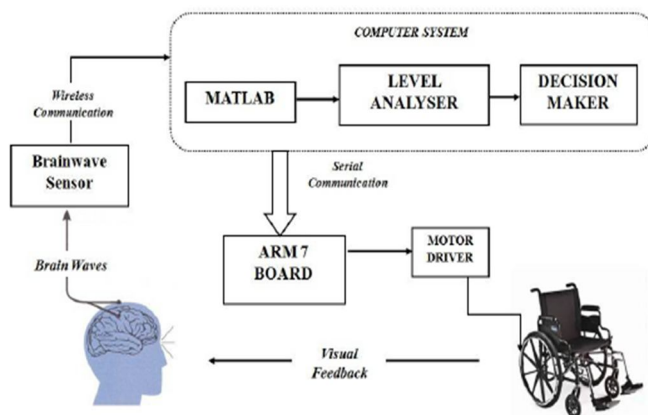 COMPUTER SYSTEM
MATLAB
LEVEL
ANALYSER
DECISION
MAKER
Wireless
Communication
Brainwave
Sensor
Serial
Communication
Brain Waves
ARM 7
BOARD
MOTOR
DRIVER
Visual
Feedback